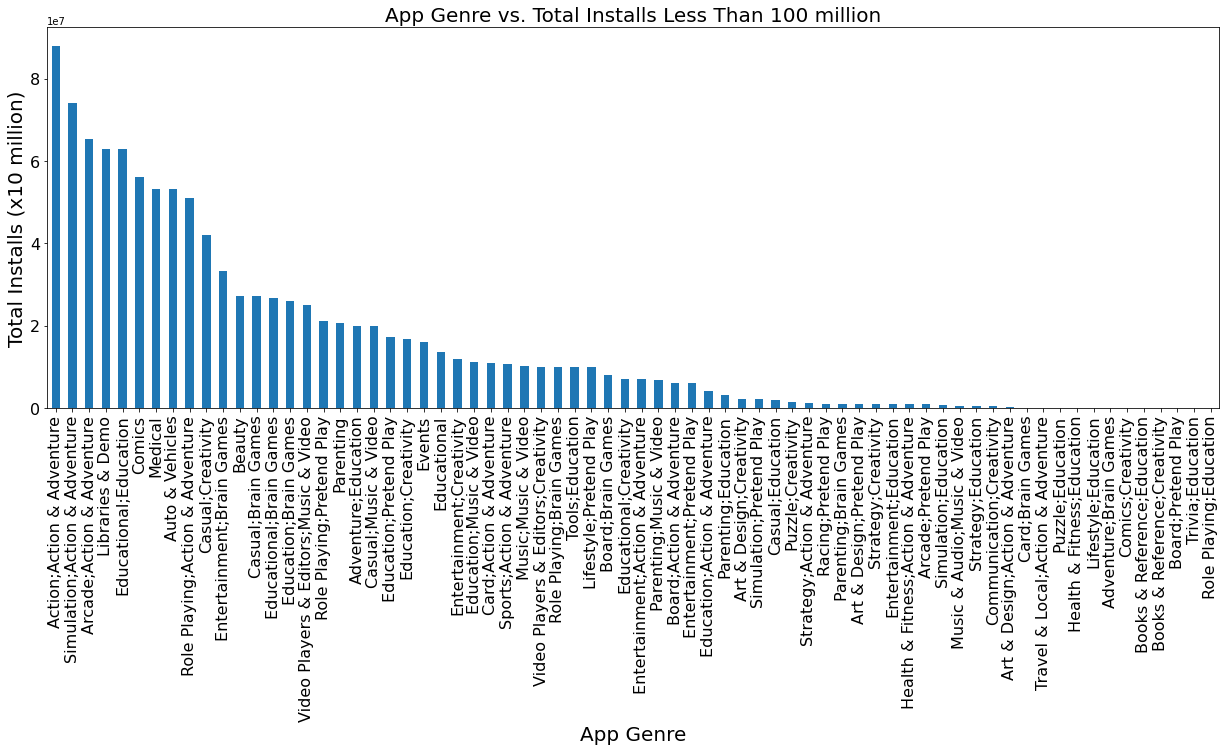 App Genre vs. Total Installs Less Than 100 million
1e7
Total Installs (x10 million)
8
6
4
2
0
Action;Action & Adventure
Simulation;Action & Adventure
Arcade;Action & Adventure
Libraries & Demo
Educational;Education
Comics
Medical
Auto & Vehicles
Role Playing;Action & Adventure
Casual;Creativity
Entertainment;Brain Games
Beauty
Casual;Brain Games
Educational;Brain Games
Education;Brain Games
Video Players & Editors;Music & Video
Role Playing;Pretend Play
Parenting
Adventure;Education
Casual;Music & Video
Education;Pretend Play
Education;Creativity
Events
Educational
Entertainment;Creativity
Education;Music & Video
Card;Action & Adventure
Sports;Action & Adventure
Music;Music & Video
Video Players & Editors;Creativity
Role Playing;Brain Games
Tools;Education
Lifestyle;Pretend Play
Board;Brain Games
Educational;Creativity
Entertainment;Action & Adventure
Parenting;Music & Video
Board;Action & Adventure
Entertainment;Pretend Play
Education;Action & Adventure
Parenting;Education
Art & Design;Creativity
Simulation;Pretend Play
Casual;Education
Puzzle;Creativity
Strategy;Action & Adventure
Racing;Pretend Play
Parenting;Brain Games
Art & Design;Pretend Play
Strategy;Creativity
Entertainment;Education
Health & Fitness;Action & Adventure
Arcade;Pretend Play
Simulation;Education
Music & Audio;Music & Video
Strategy;Education
Communication;Creativity
Art & Design;Action & Adventure
Card;Brain Games
Travel & Local;Action & Adventure
Puzzle;Education
Health & Fitness;Education
Lifestyle;Education
Adventure;Brain Games
Comics;Creativity
Books & Reference;Education
Books & Reference;Creativity
Board;Pretend Play
Trivia;Education
Role Playing;Education
App Genre